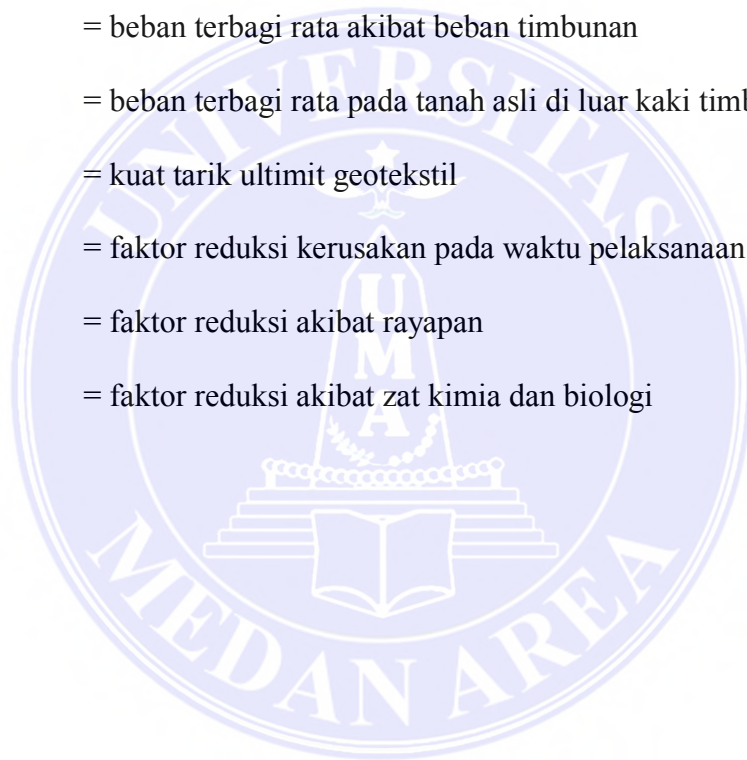 = beban terbagi rata akibat beban timbunan
= beban terbagi rata pada tanah asli di luar kaki timb
= kuat tarik ultimit geotekstil
= faktor reduksi kerusakan pada waktu pelaksanaan
= faktor reduksi akibat rayapan
= faktor reduksi akibat zat kimia dan biologi
UNIVERSITAS
UMA
MEDAN AREA